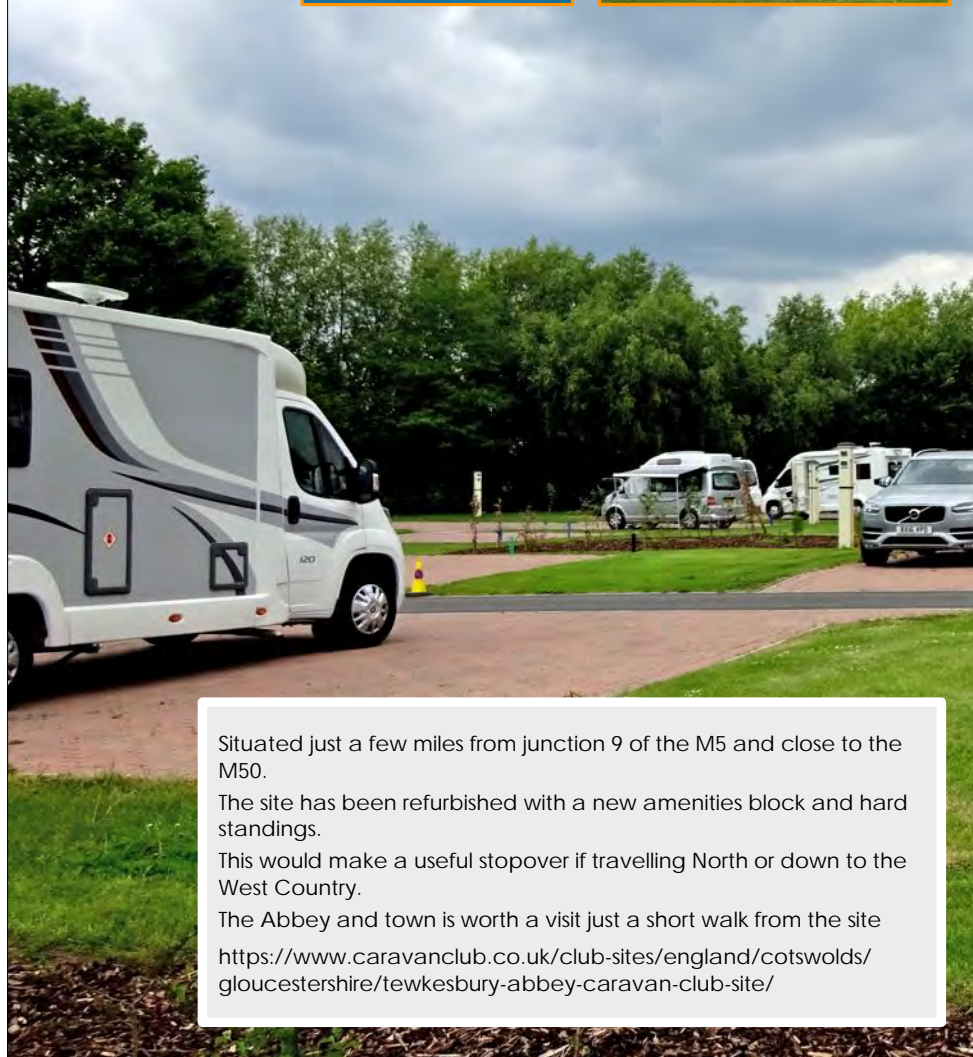 120
Situated just a few miles from junction 9 of the M5 and close to the
M50.
The site has been refurbished with a new amenities block and hard
standings.
This would make a useful stopover if travelling North or down to the
West Country.
The Abbey and town is worth a visit just a short walk from the site
https://www.caravanclub.co.uk/club-sites/england/cotswolds/
gloucestershire/tewkesbury-abbey-caravan-club-site/